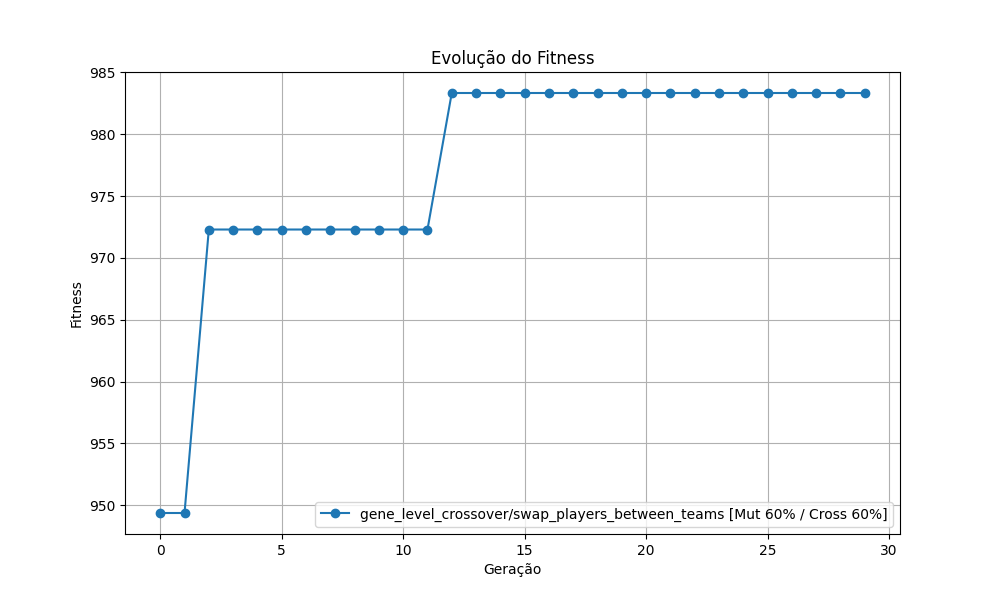 Evolução do Fitness
985
980
975
970
965
960
955
950
Fitness
gene_level_crossover/swap_players_between_teams [Mut 60% / Cross 60%]
0 5 10 15 20 25 30
Geração